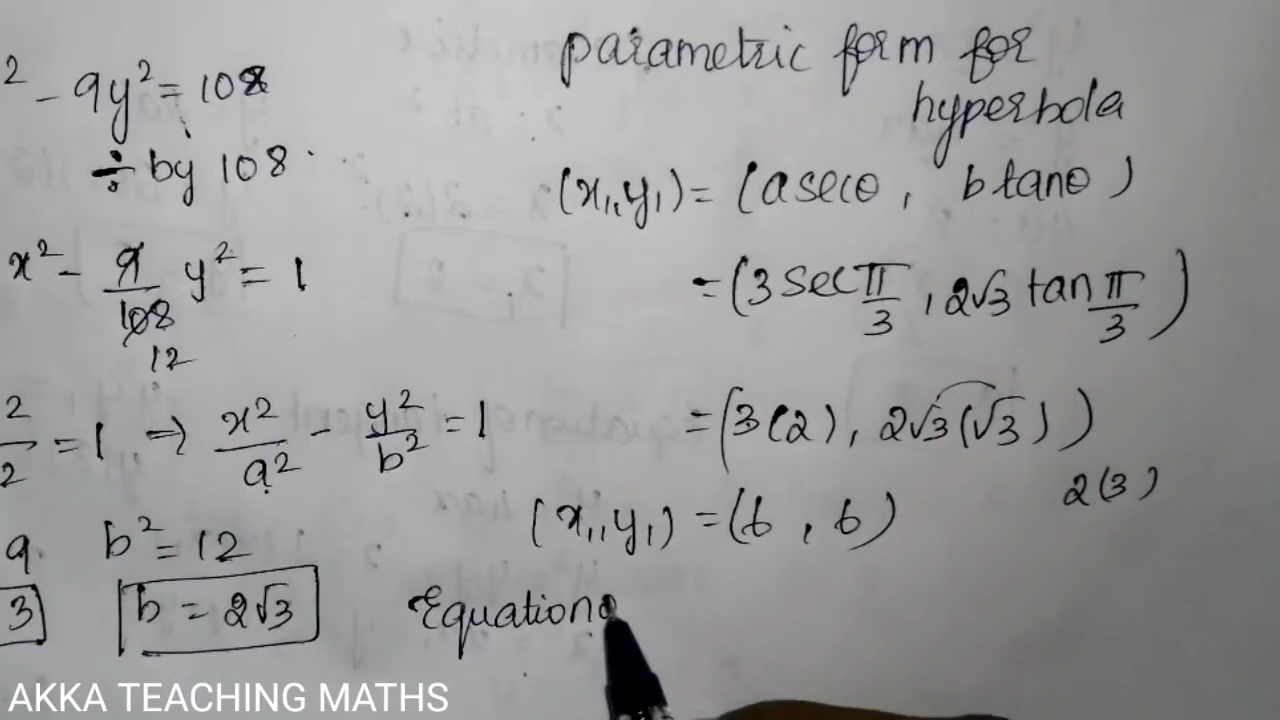 ² - 9y² = 108
÷ by 108
x² - 9/108 y² = 1
12
²/2 = 1 ⇒ x²/a² - y²/b² = 1
9 b² = 12
3 b = 2√3
parametric form for
hyperbola
(x₁, y₁) = (a secθ, b tanθ)
= (3 sec π/3, 2√3 tan π/3)
= (3(2), 2√3(√3))
2(3)
(x₁, y₁) = (6, 6)
Equation
AKKA TEACHING MATHS